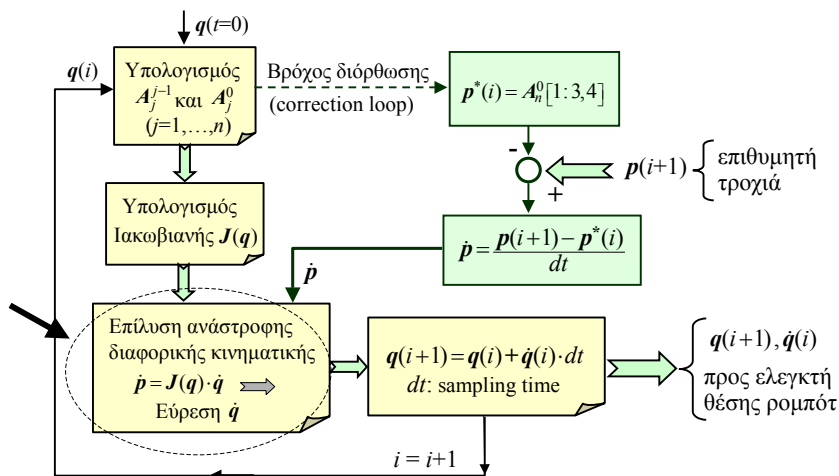 q(t=0)
q(i)
Υπολογισμός
A_j^{j-1} και A_j^0
(j=1,…,n)
Βρόχος διόρθωσης
(correction loop)
p*(i) = A_n^0[1:3,4]
-
+
p(i+1)
επιθυμητή
τροχιά
Υπολογισμός
Ιακωβιανής J(q)
ṗ = p(i+1) − p*(i)
dt
ṗ
Επίλυση ανάστροφης
διαφορικής κινηματικής
ṗ = J(q)·q̇
Εύρεση q̇
q(i+1) = q(i) + q̇(i)·dt
dt: sampling time
q(i+1), q̇(i)
προς ελεγκτή
θέσης ρομπότ
i = i+1